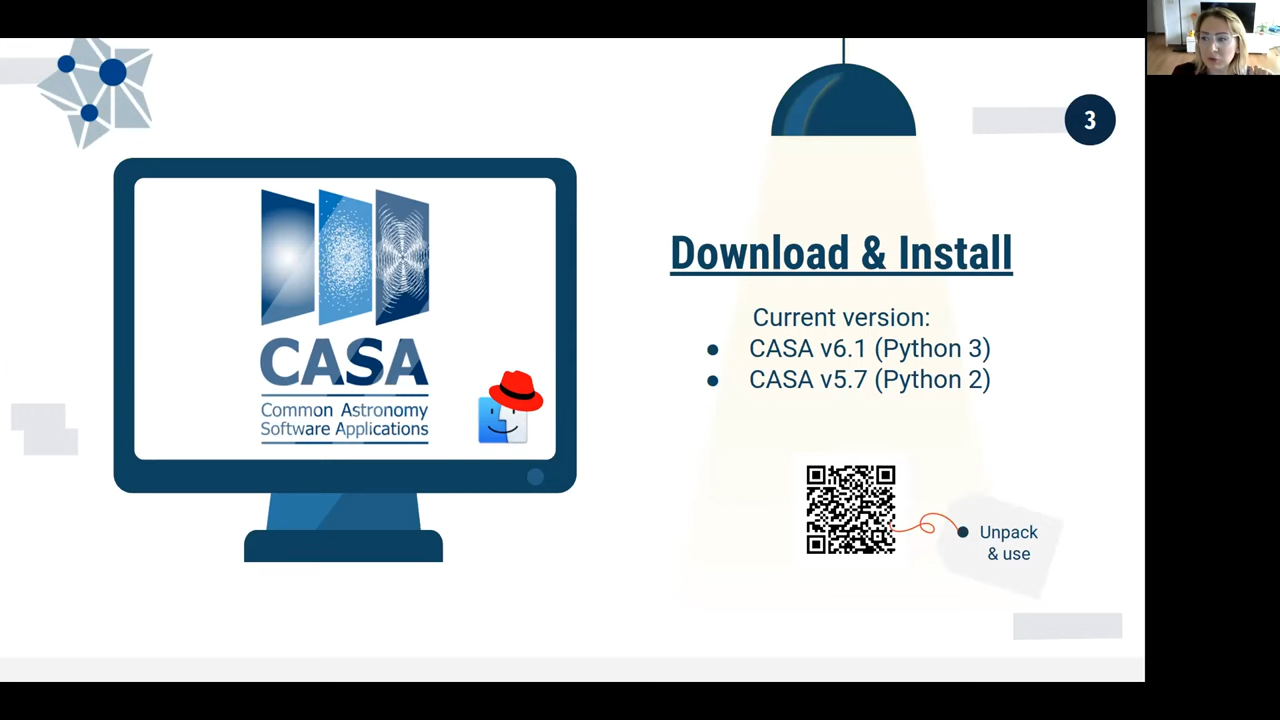 3
CASA
Common Astronomy
Software Applications
Download & Install
Current version:
● CASA v6.1 (Python 3)
● CASA v5.7 (Python 2)
Unpack
& use